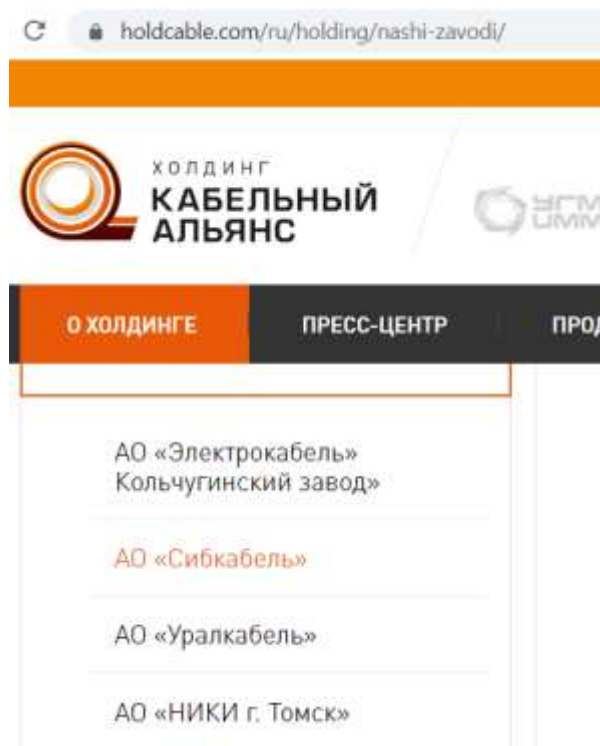 holdcable.com/ru/holding/nashi-zavodi/
ХОЛДИНГ
КАБЕЛЬНЫЙ
АЛЬЯНС
О ХОЛДИНГЕ ПРЕСС-ЦЕНТР ПРОД
АО «Электрокабель»
Кольчугинский завод»
АО «Сибкабель»
АО «Уралкабель»
АО «НИКИ г. Томск»